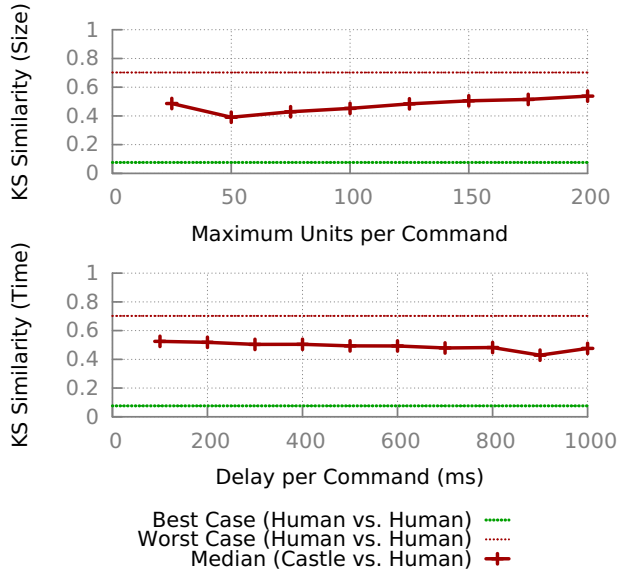 KS Similarity (Size)
1
0.8
0.6
0.4
0.2
0
0 50 100 150 200
Maximum Units per Command
KS Similarity (Time)
1
0.8
0.6
0.4
0.2
0
0 200 400 600 800 1000
Delay per Command (ms)
Best Case (Human vs. Human)
Worst Case (Human vs. Human)
Median (Castle vs. Human)